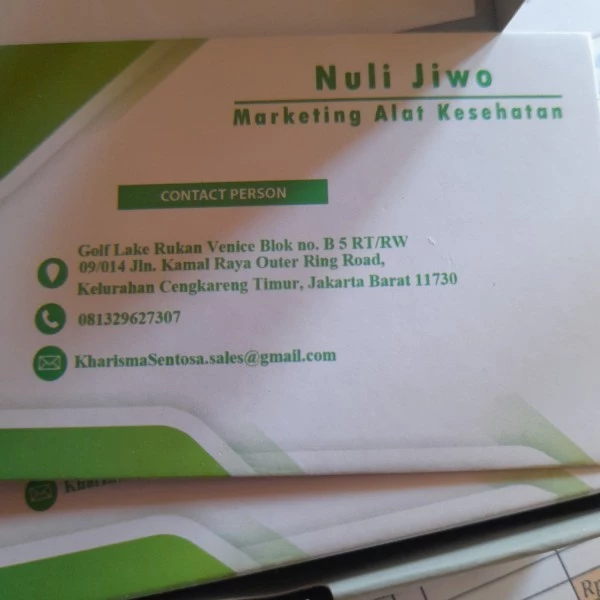 Nuli Jiwo
Marketing Alat Kesehatan
CONTACT PERSON
Golf Lake Rukan Venice Blok no. B 5 RT/RW
09/014 Jln. Kamal Raya Outer Ring Road,
Kelurahan Cengkareng Timur, Jakarta Barat 11730
081329627307
KharismaSentosa.sales@gmail.com
Rp